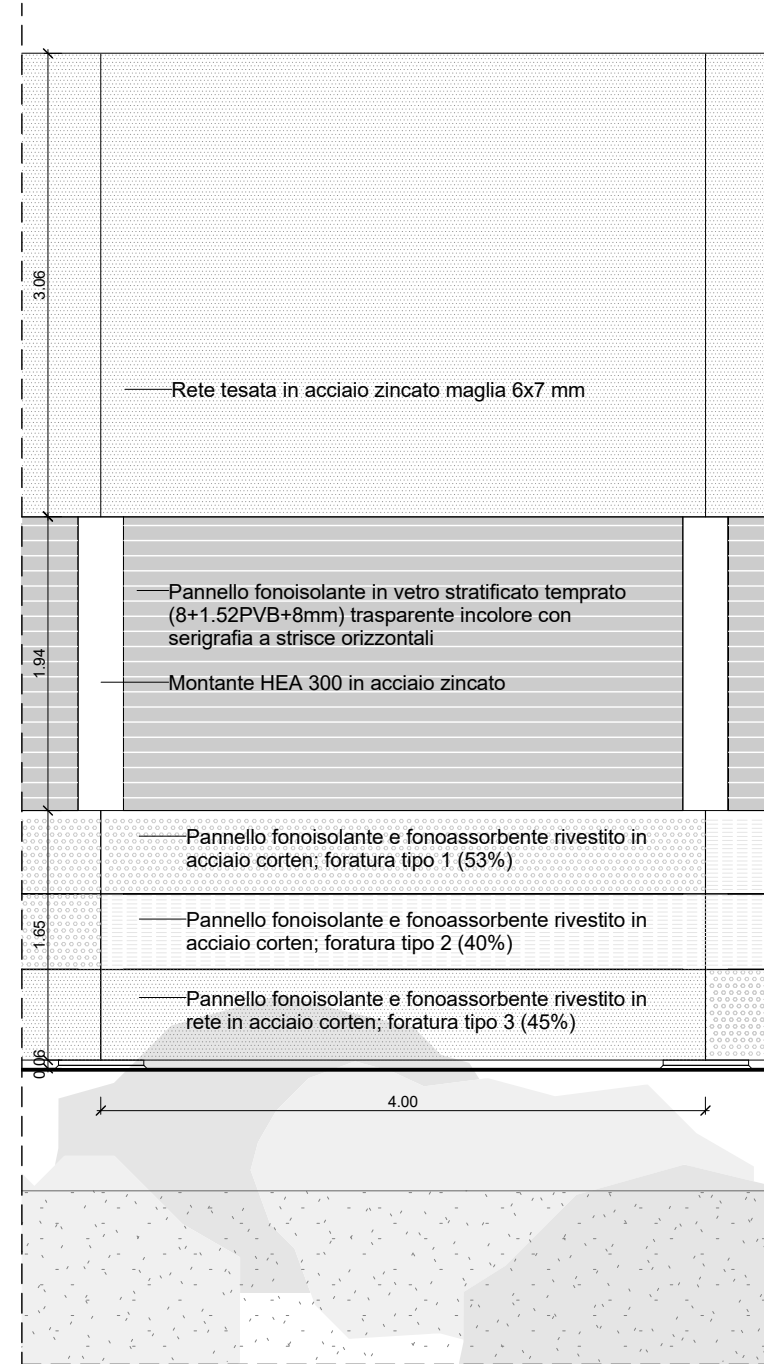 3.06
Rete tesata in acciaio zincato maglia 6x7 mm
Pannello fonoisolante in vetro stratificato temprato
(8+1.52PVB+8mm) trasparente incolore con
serigrafia a strisce orizzontali
1.94
Montante HEA 300 in acciaio zincato
Pannello fonoisolante e fonoassorbente rivestito in
acciaio corten; foratura tipo 1 (53%)
1.65
Pannello fonoisolante e fonoassorbente rivestito in
acciaio corten; foratura tipo 2 (40%)
Pannello fonoisolante e fonoassorbente rivestito in
rete in acciaio corten; foratura tipo 3 (45%)
0.06
4.00